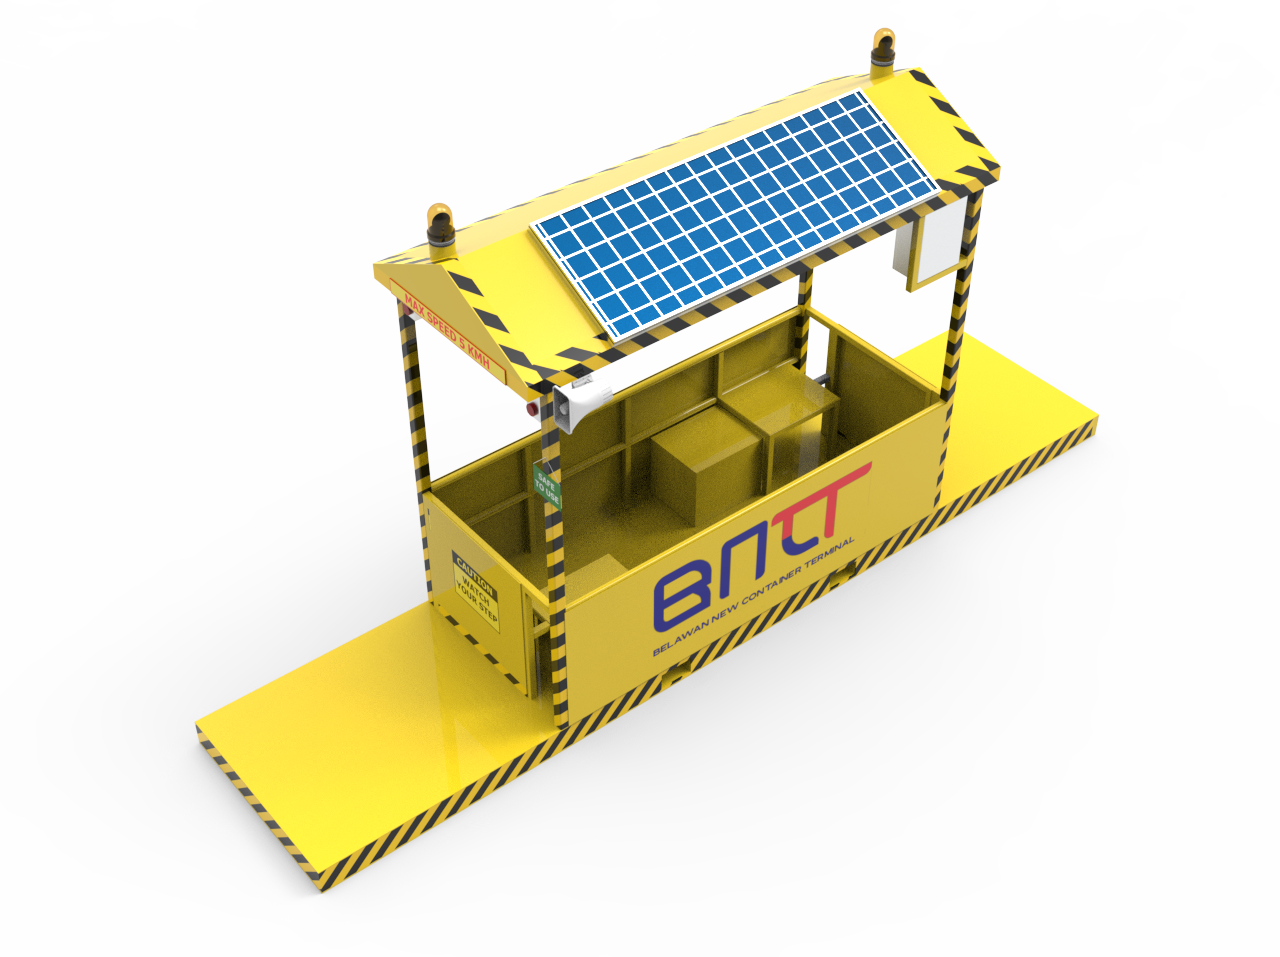 MAX SPEED 5 KMH
SAFE
TO USE
CAUTION
WATCH
YOUR STEP
BNCT
BELAWAN NEW CONTAINER TERMINAL